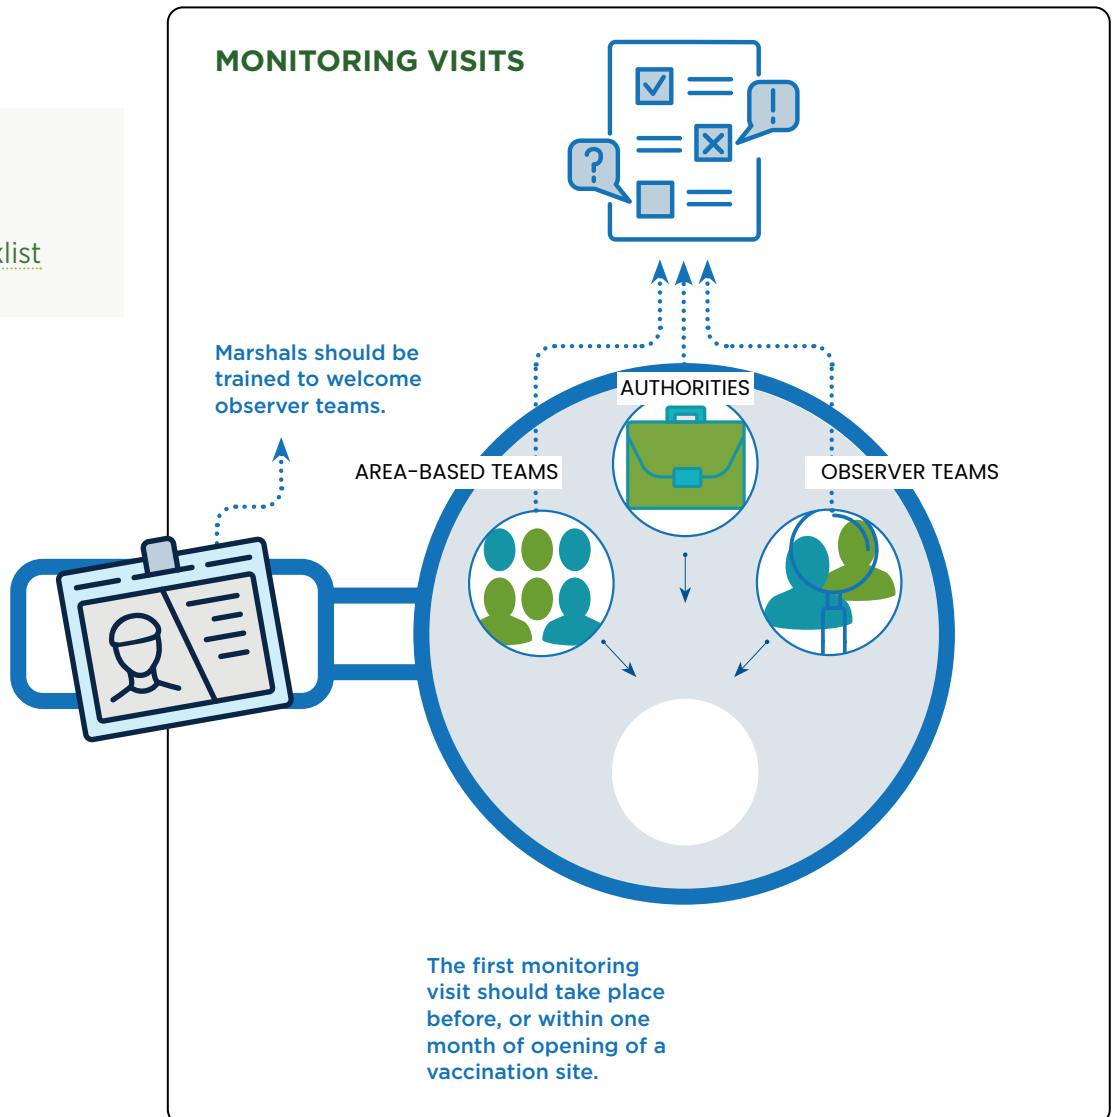 MONITORING VISITS
klist
Marshals should be
trained to welcome
observer teams.
AUTHORITIES
AREA-BASED TEAMS
OBSERVER TEAMS
The first monitoring
visit should take place
before, or within one
month of opening of a
vaccination site.